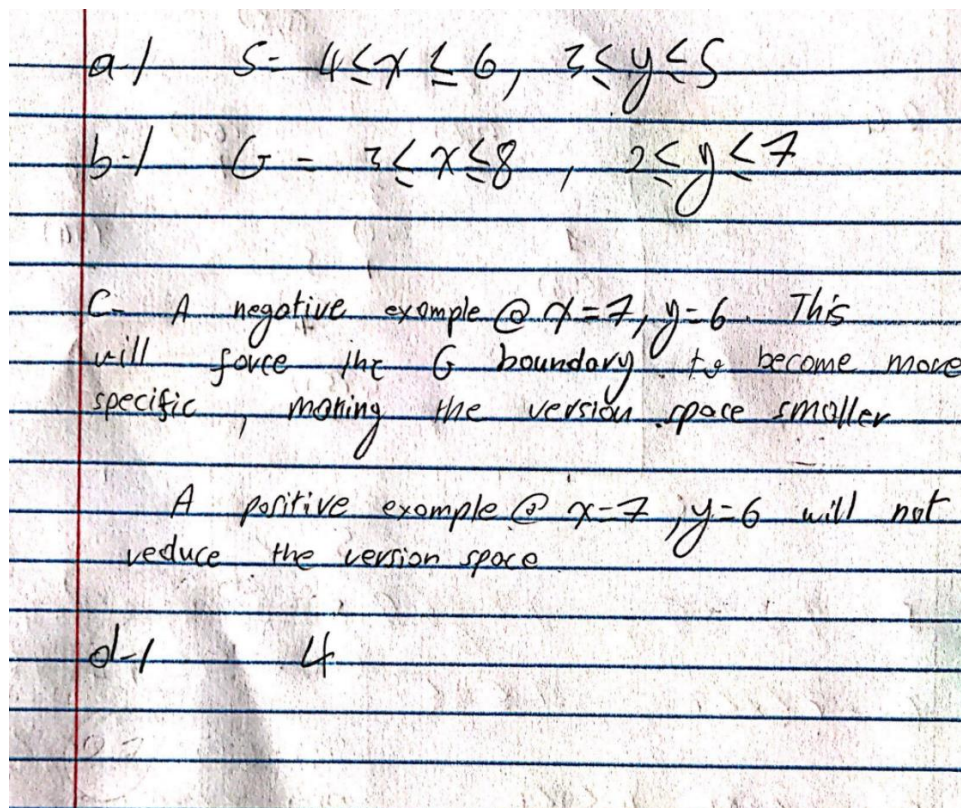 a-/ S- 4≤x≤6, 3≤y≤5
b-/ G - 3≤x≤8, 2≤y≤7
C- A negative example @ x=7, y=6. This
will force the G boundary to become more
specific, making the version space smaller
A positive example @ x=7, y=6 will not
reduce the version space
d-/ 4